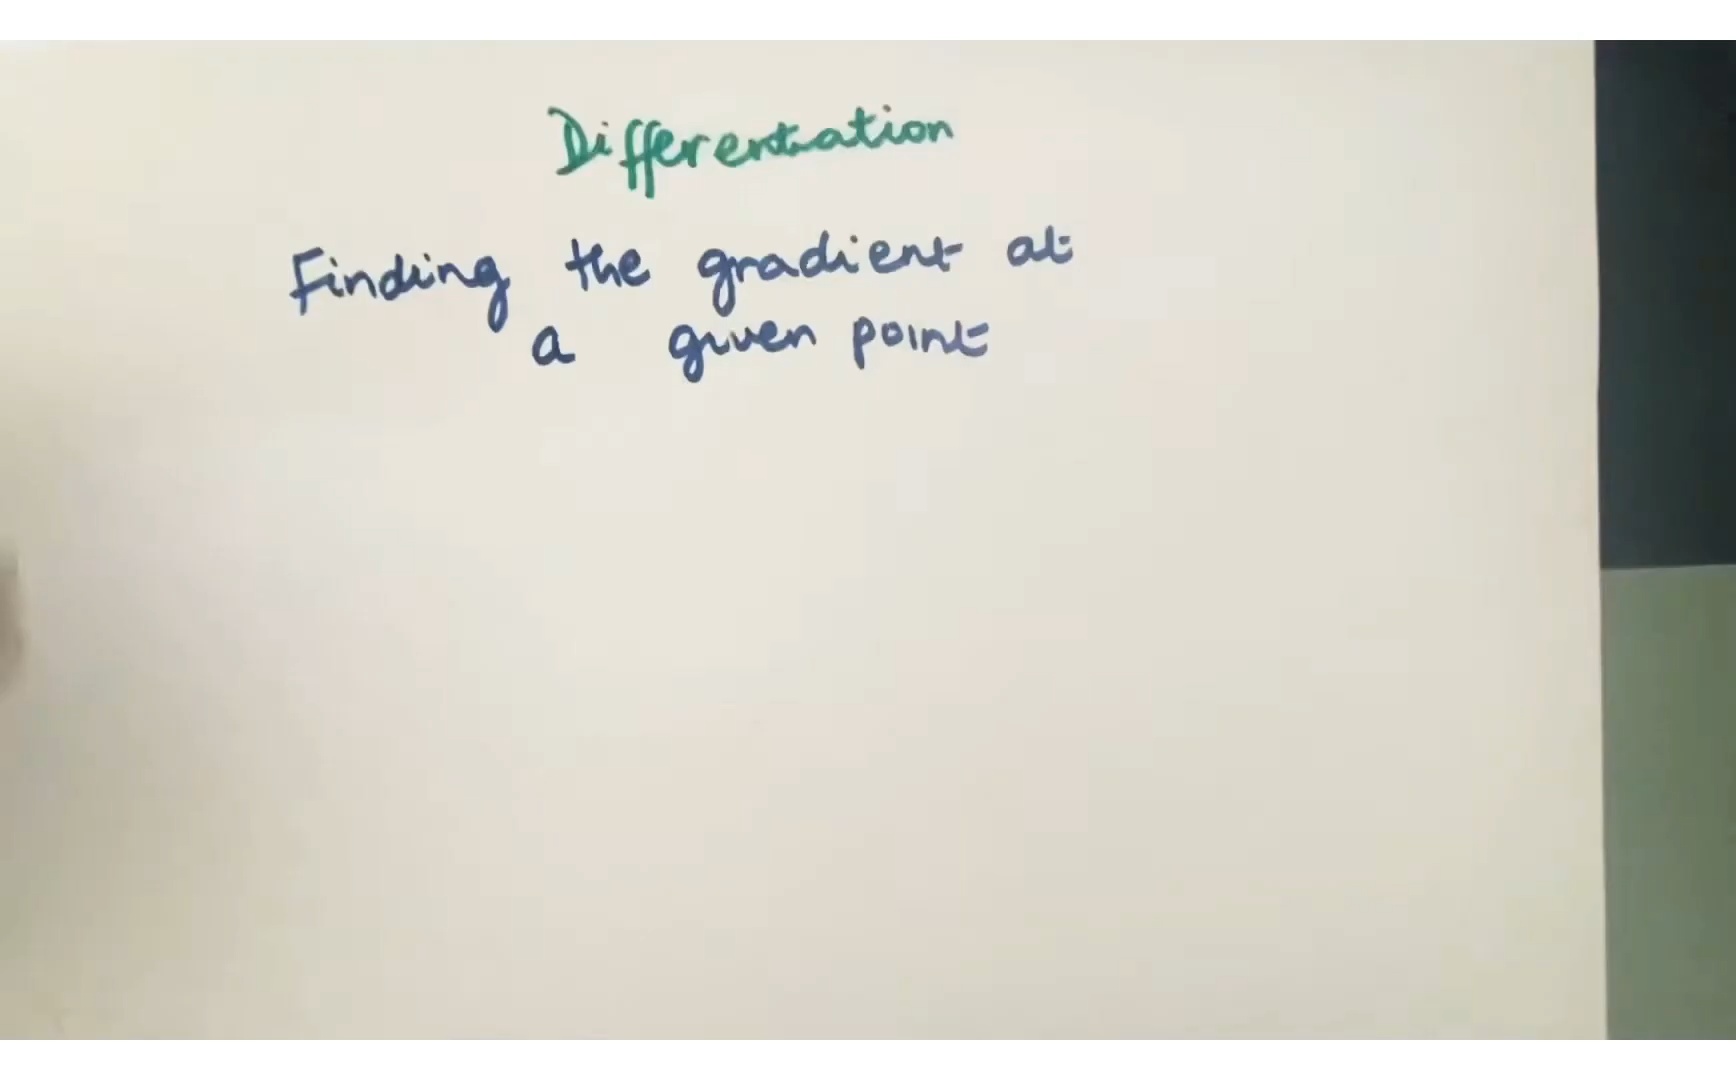 Differentiation
Finding the gradient at
a given point